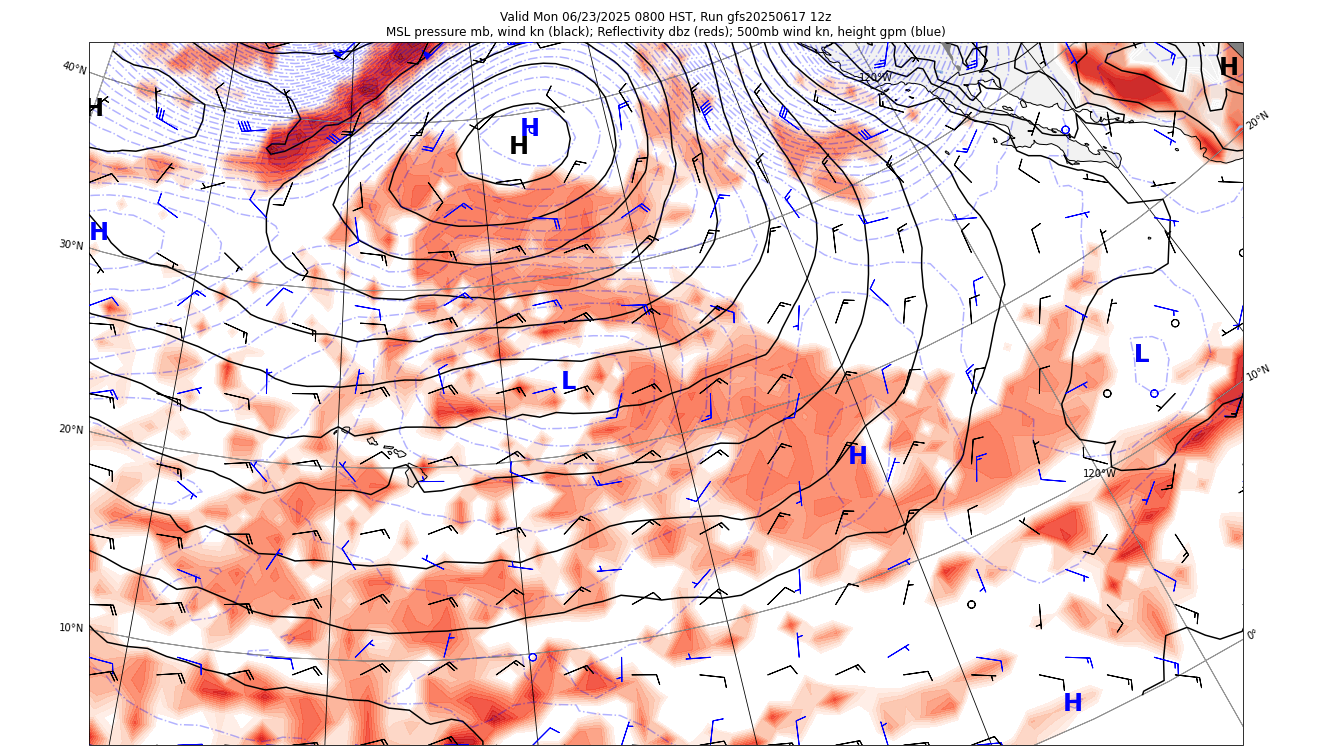 Valid Mon 06/23/2025 0800 HST, Run gfs20250617 12z
MSL pressure mb, wind kn (black); Reflectivity dbz (reds); 500mb wind kn, height gpm (blue)
40°N
120°W
H
H
20°N
H
H
30°N
H
L
10°N
L
20°N
H
120°W
10°N
0°
H